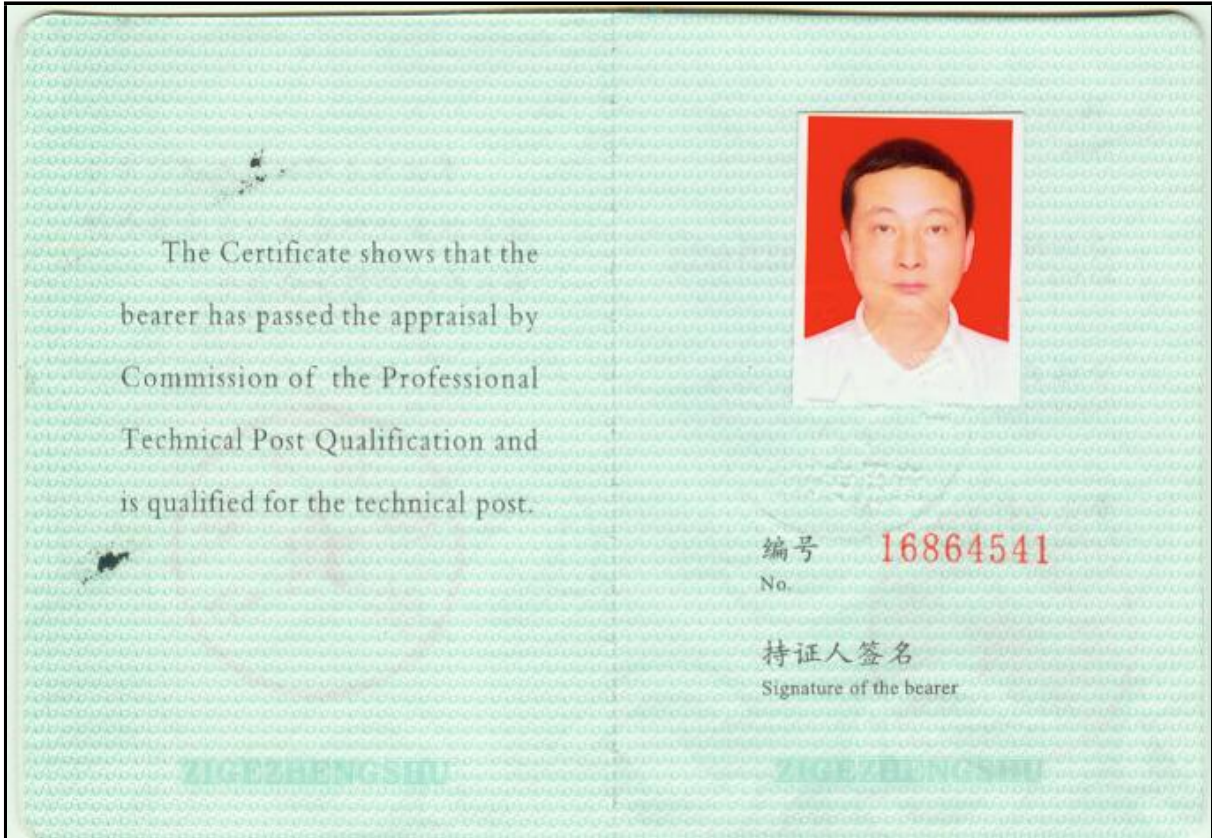 The Certificate shows that the
bearer has passed the appraisal by
Commission of the Professional
Technical Post Qualification and
is qualified for the technical post.
ZIGEZHENGSHU
编号 16864541
No.
持证人签名
Signature of the bearer
ZIGEZHENGSHU